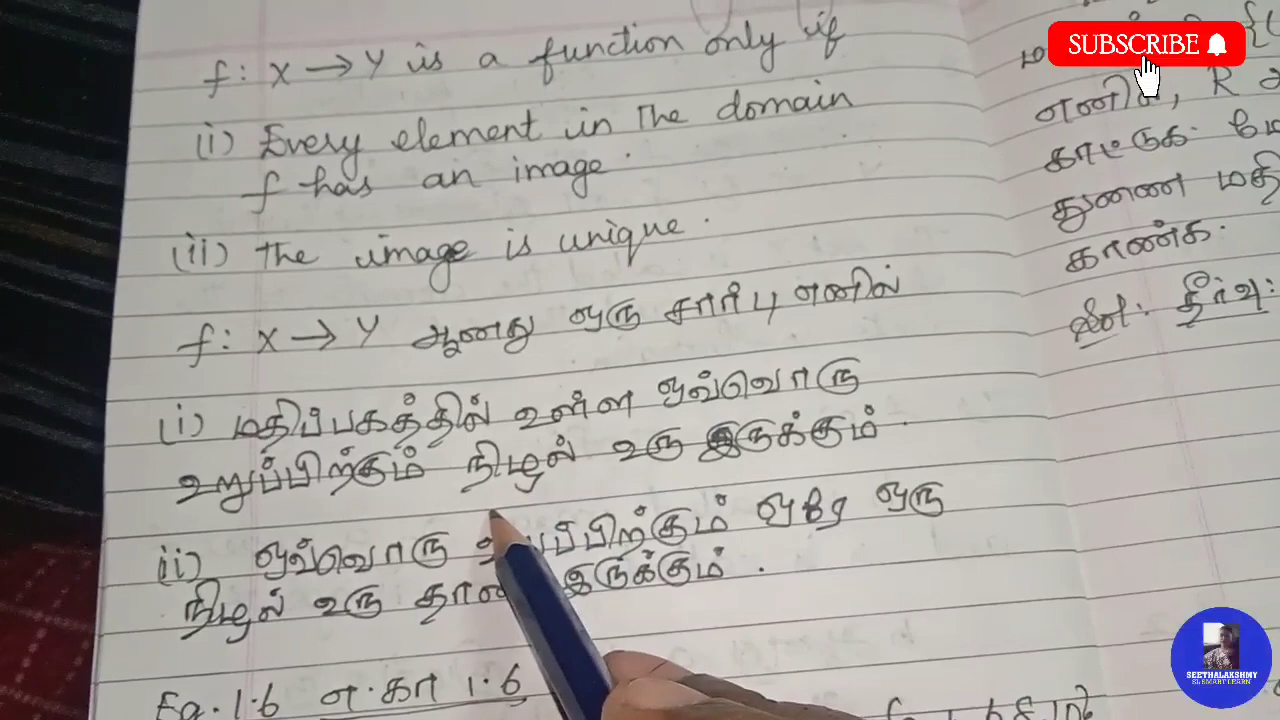 f: X → Y is a function only if
(i) Every element in the domain
f has an image.
(ii) The image is unique.
f: X → Y ஆனது ஒரு சார்பு எனில்
(i) மதிப்பகத்தில் உள்ள ஒவ்வொரு
உறுப்பிற்கும் நிழல் உரு இருக்கும்.
(ii) ஒவ்வொரு உறுப்பிற்கும் ஒரே ஒரு
நிழல் உரு தான் இருக்கும்.
Eg. 1.6 எ.கா 1.6
எனில், R
காட்டுக.
துணை மதி
காண்க.
தீர்வு:
SUBSCRIBE
SEETHALAKSHMY